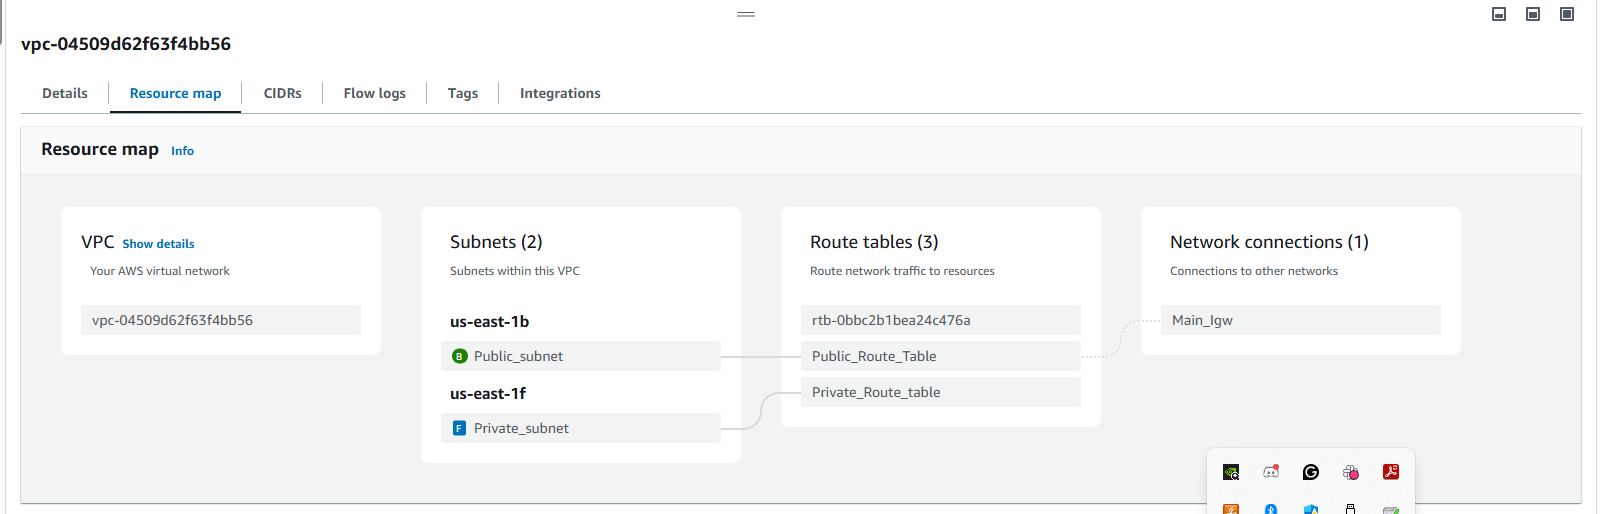 vpc-04509d62f63f4bb56
Details
Resource map
CIDRs
Flow logs
Tags
Integrations
Resource map Info
VPC Show details
Your AWS virtual network
vpc-04509d62f63f4bb56
Subnets (2)
Subnets within this VPC
us-east-1b
B Public_subnet
us-east-1f
F Private_subnet
Route tables (3)
Route network traffic to resources
rtb-0bbc2b1bea24c476a
Public_Route_Table
Private_Route_table
Network connections (1)
Connections to other networks
Main_Igw